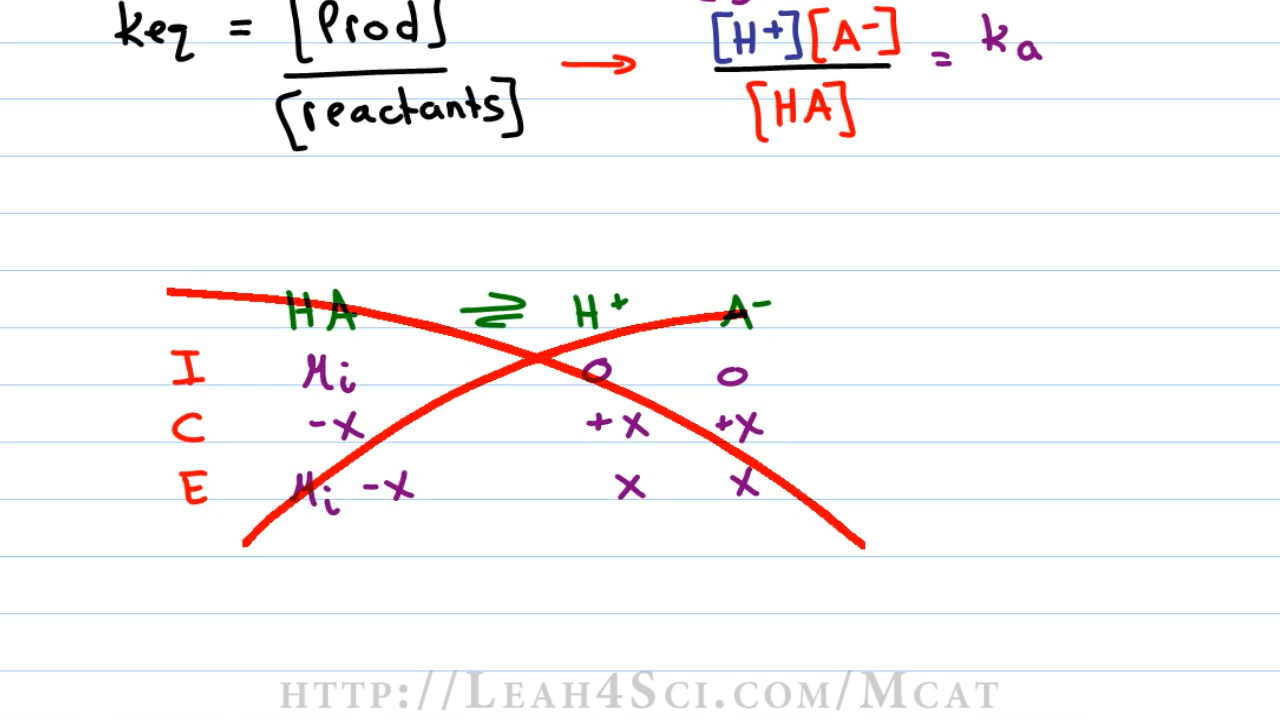 keq = [Prod] / [reactants] → [H+][A-] / [HA] = ka
HA ⇌ H+ A-
I Mi 0 0
C -x +x +x
E Mi -x x x
HTTP://LEAH4SCI.COM/MCAT